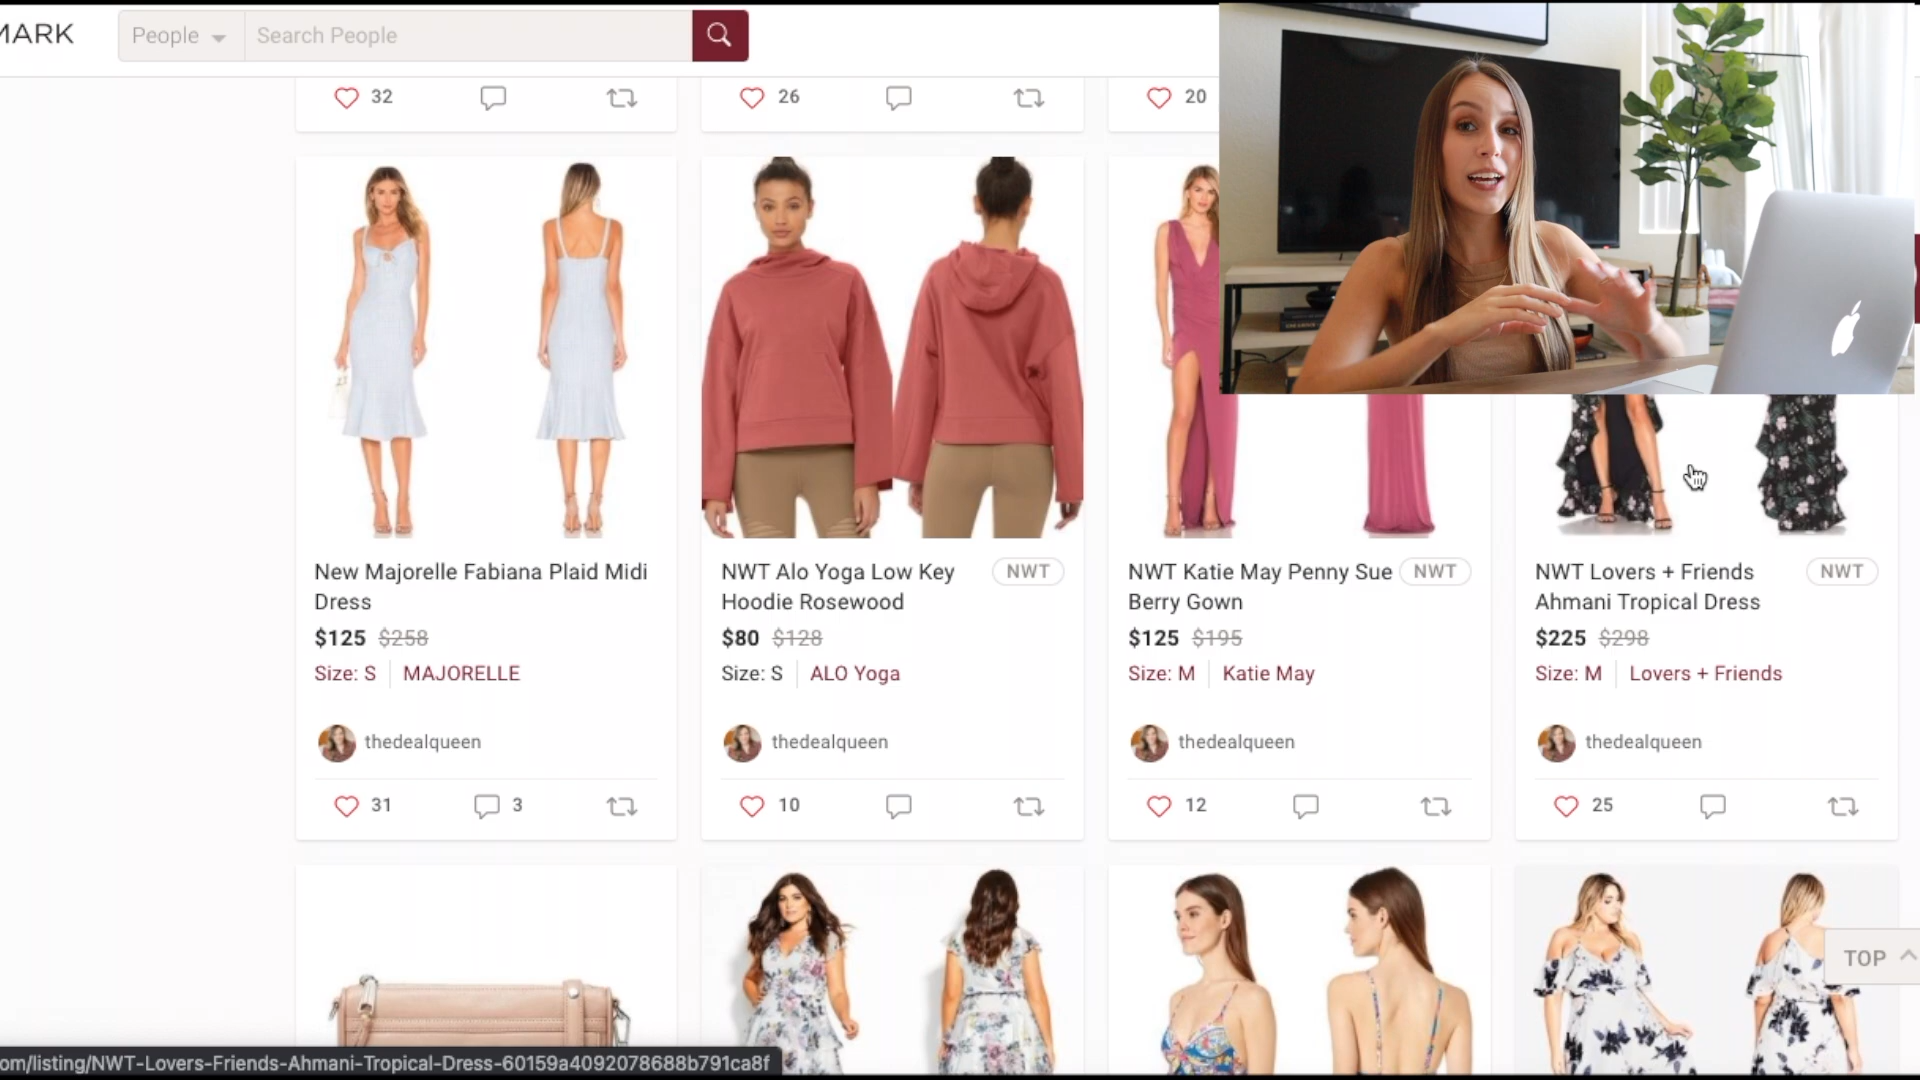 MARK
People
Search People
32
26
20
New Majorelle Fabiana Plaid Midi
Dress
$125 $258
Size: S MAJORELLE
thedealqueen
31
3
NWT Alo Yoga Low Key
Hoodie Rosewood
NWT
$80 $128
Size: S ALO Yoga
thedealqueen
10
NWT Katie May Penny Sue
Berry Gown
NWT
$125 $195
Size: M Katie May
thedealqueen
12
NWT Lovers + Friends
Ahmani Tropical Dress
NWT
$225 $298
Size: M Lovers + Friends
thedealqueen
25
TOP
om/listing/NWT-Lovers-Friends-Ahmani-Tropical-Dress-60159a4092078688b791ca8f